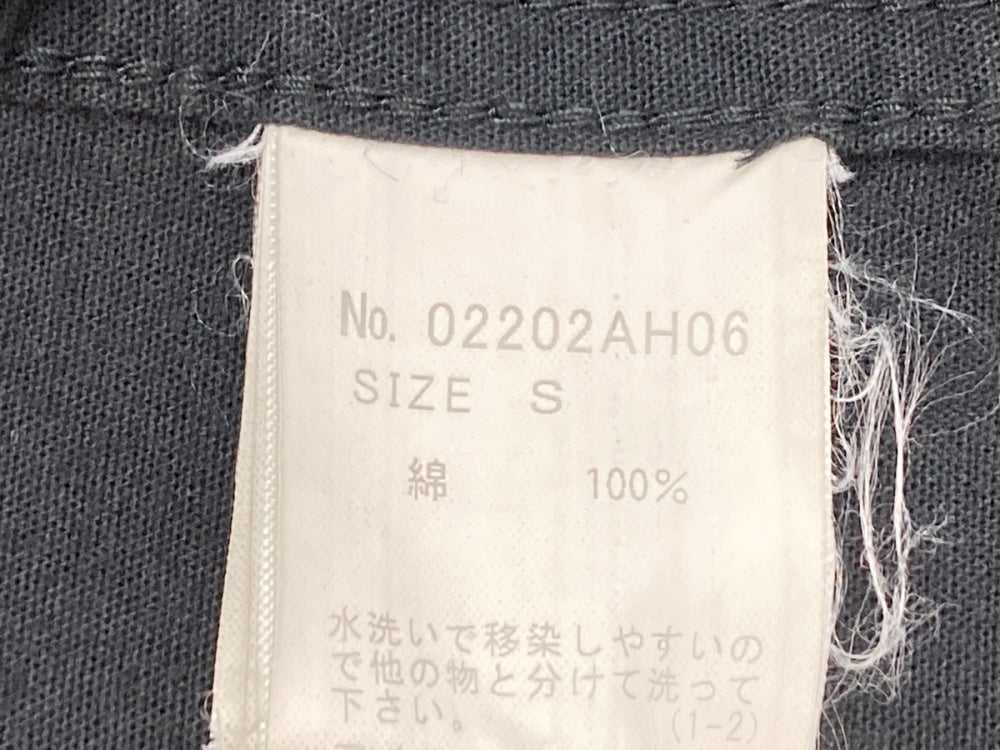 No. 02202AH06
SIZE S
綿 100%
水洗いで移染しやすいの
で他の物と分けて洗って
下さい。 (1-2)